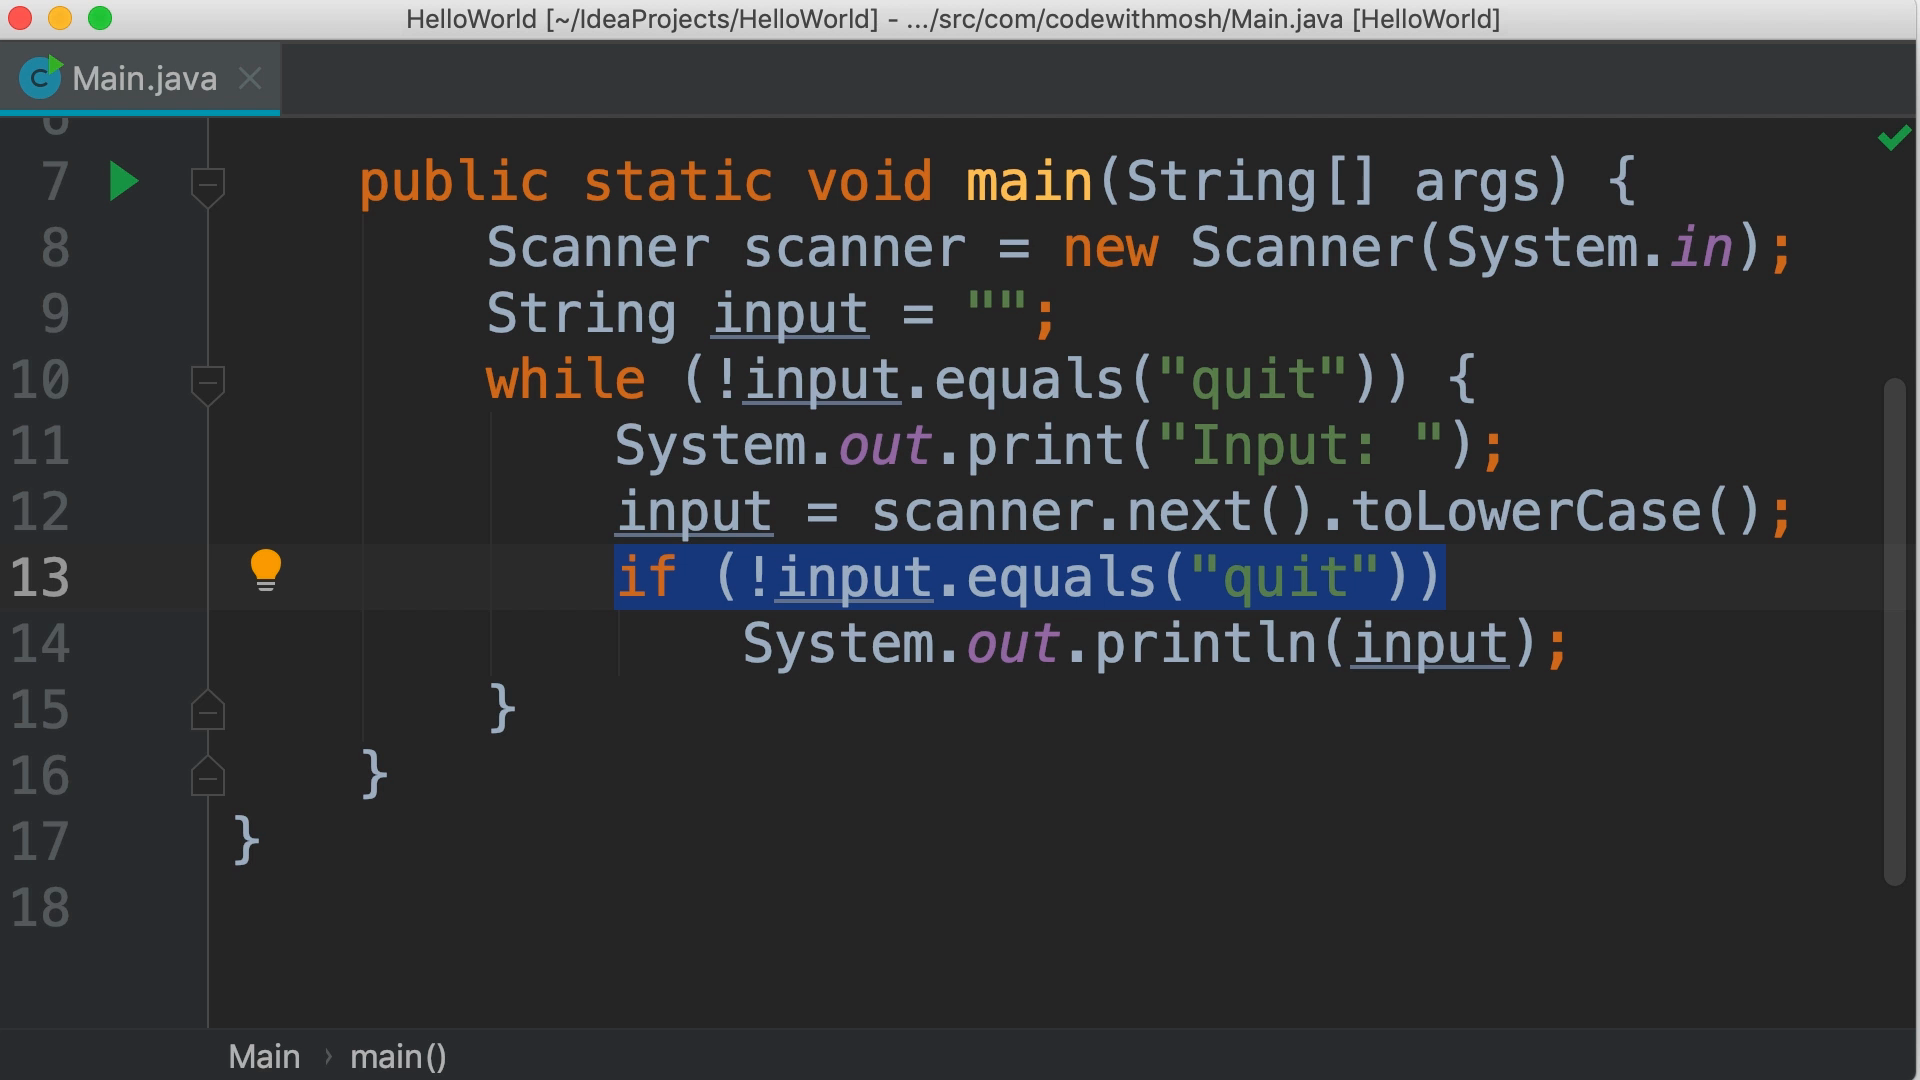 HelloWorld [~/IdeaProjects/HelloWorld] - .../src/com/codewithmosh/Main.java [HelloWorld]
Main.java
6
7 public static void main(String[] args) {
8 Scanner scanner = new Scanner(System.in);
9 String input = "";
10 while (!input.equals("quit")) {
11 System.out.print("Input: ");
12 input = scanner.next().toLowerCase();
13 if (!input.equals("quit"))
14 System.out.println(input);
15 }
16 }
17 }
18
Main › main()